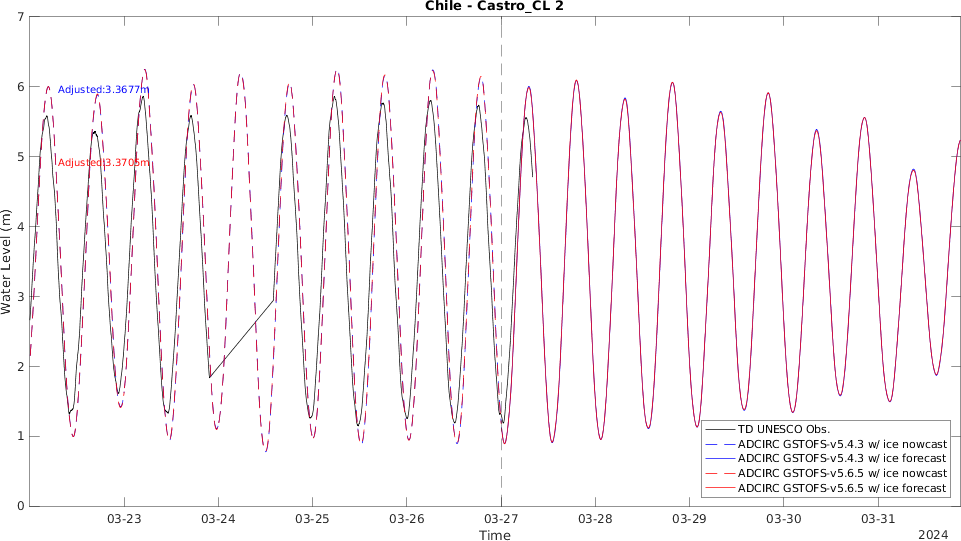 Chile - Castro_CL 2
Water Level (m)
7
6
5
4
3
2
1
0
Adjusted:3.3677m
Adjusted:3.3705m
TD UNESCO Obs.
ADCIRC GSTOFS-v5.4.3 w/ ice nowcast
ADCIRC GSTOFS-v5.4.3 w/ ice forecast
ADCIRC GSTOFS-v5.6.5 w/ ice nowcast
ADCIRC GSTOFS-v5.6.5 w/ ice forecast
03-23 03-24 03-25 03-26 03-27 03-28 03-29 03-30 03-31
Time
2024